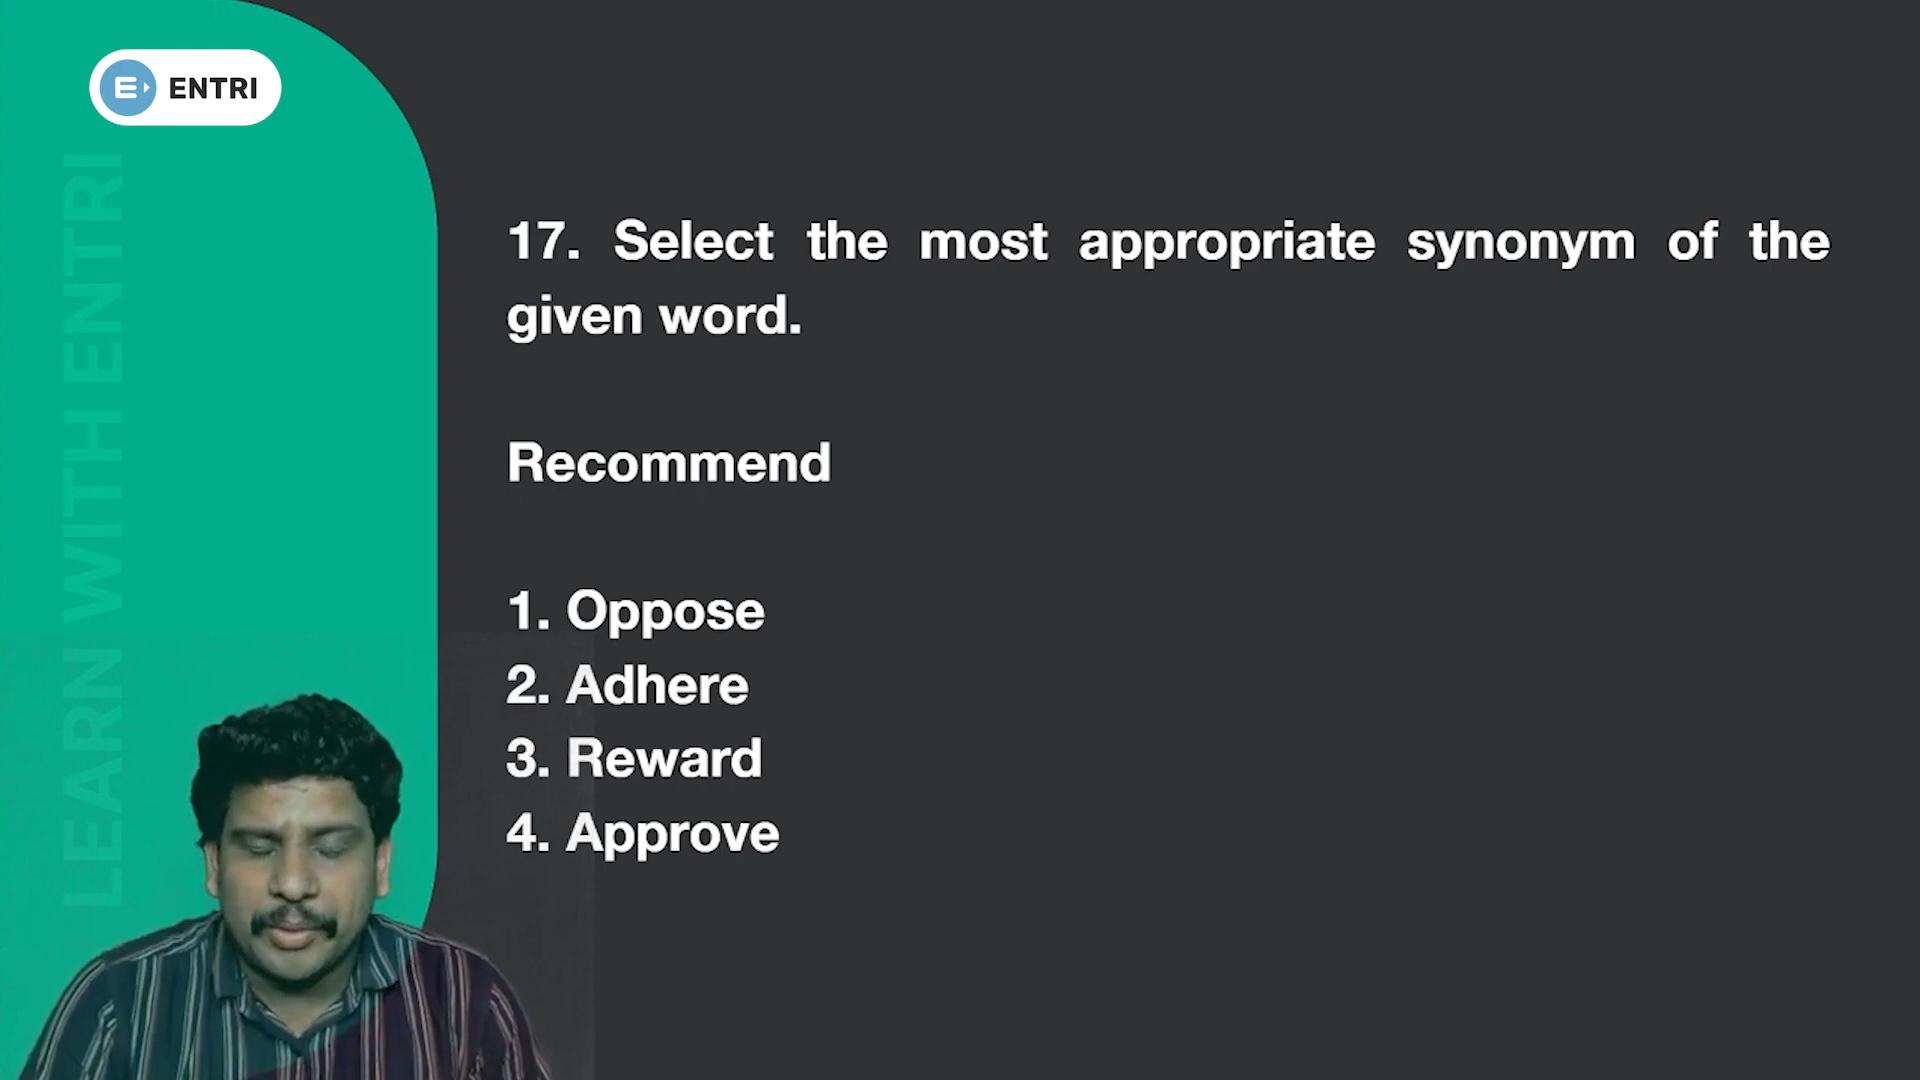 ENTRI
LEARN WITH ENTRI
17. Select the most appropriate synonym of the
given word.
Recommend
1. Oppose
2. Adhere
3. Reward
4. Approve